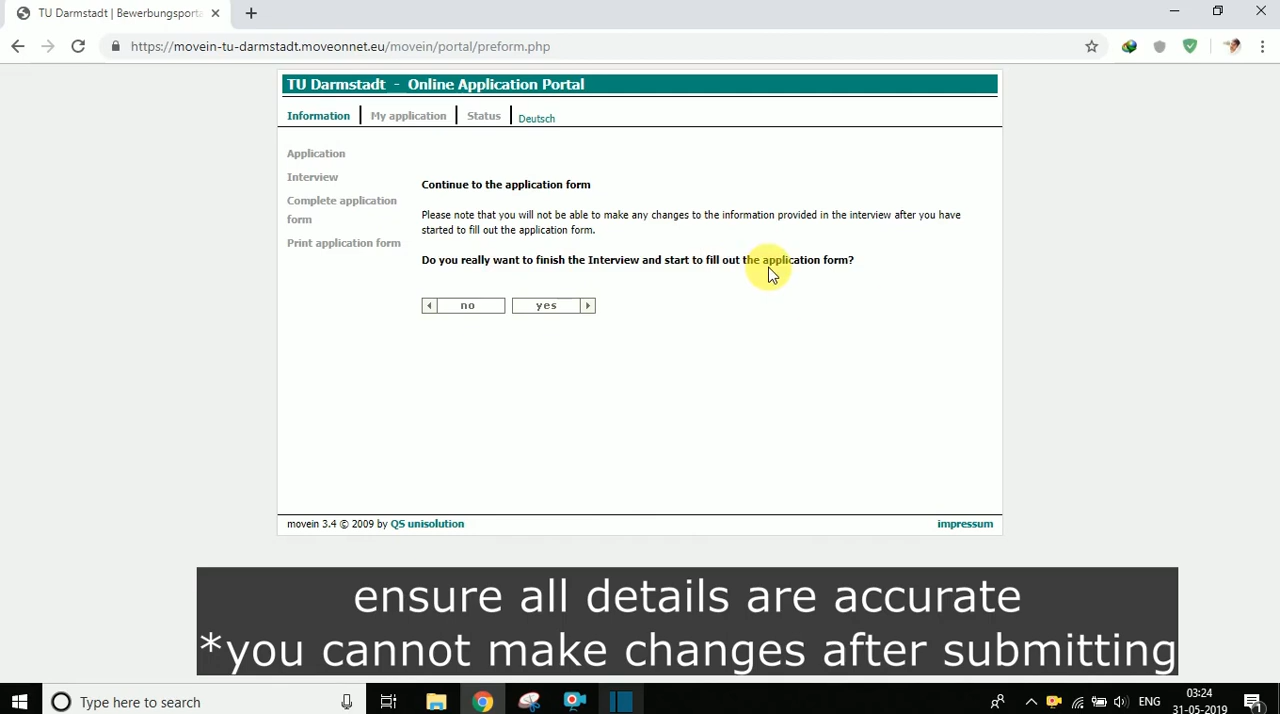 TU Darmstadt | Bewerbungsporta
https://movein-tu-darmstadt.moveonnet.eu/movein/portal/preform.php
TU Darmstadt - Online Application Portal
Information
My application
Status
Deutsch
Application
Interview
Complete application
form
Print application form
Continue to the application form
Please note that you will not be able to make any changes to the information provided in the interview after you have
started to fill out the application form.
Do you really want to finish the Interview and start to fill out the application form?
no
yes
movein 3.4 © 2009 by QS unisolution
impressum
ensure all details are accurate
*you cannot make changes after submitting
Type here to search
ENG
03:24
31-05-2019
1